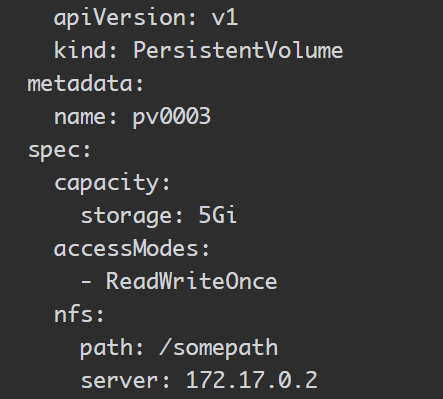 apiVersion: v1
  kind: PersistentVolume
metadata:
  name: pv0003
spec:
  capacity:
    storage: 5Gi
  accessModes:
    - ReadWriteOnce
  nfs:
    path: /somepath
    server: 172.17.0.2